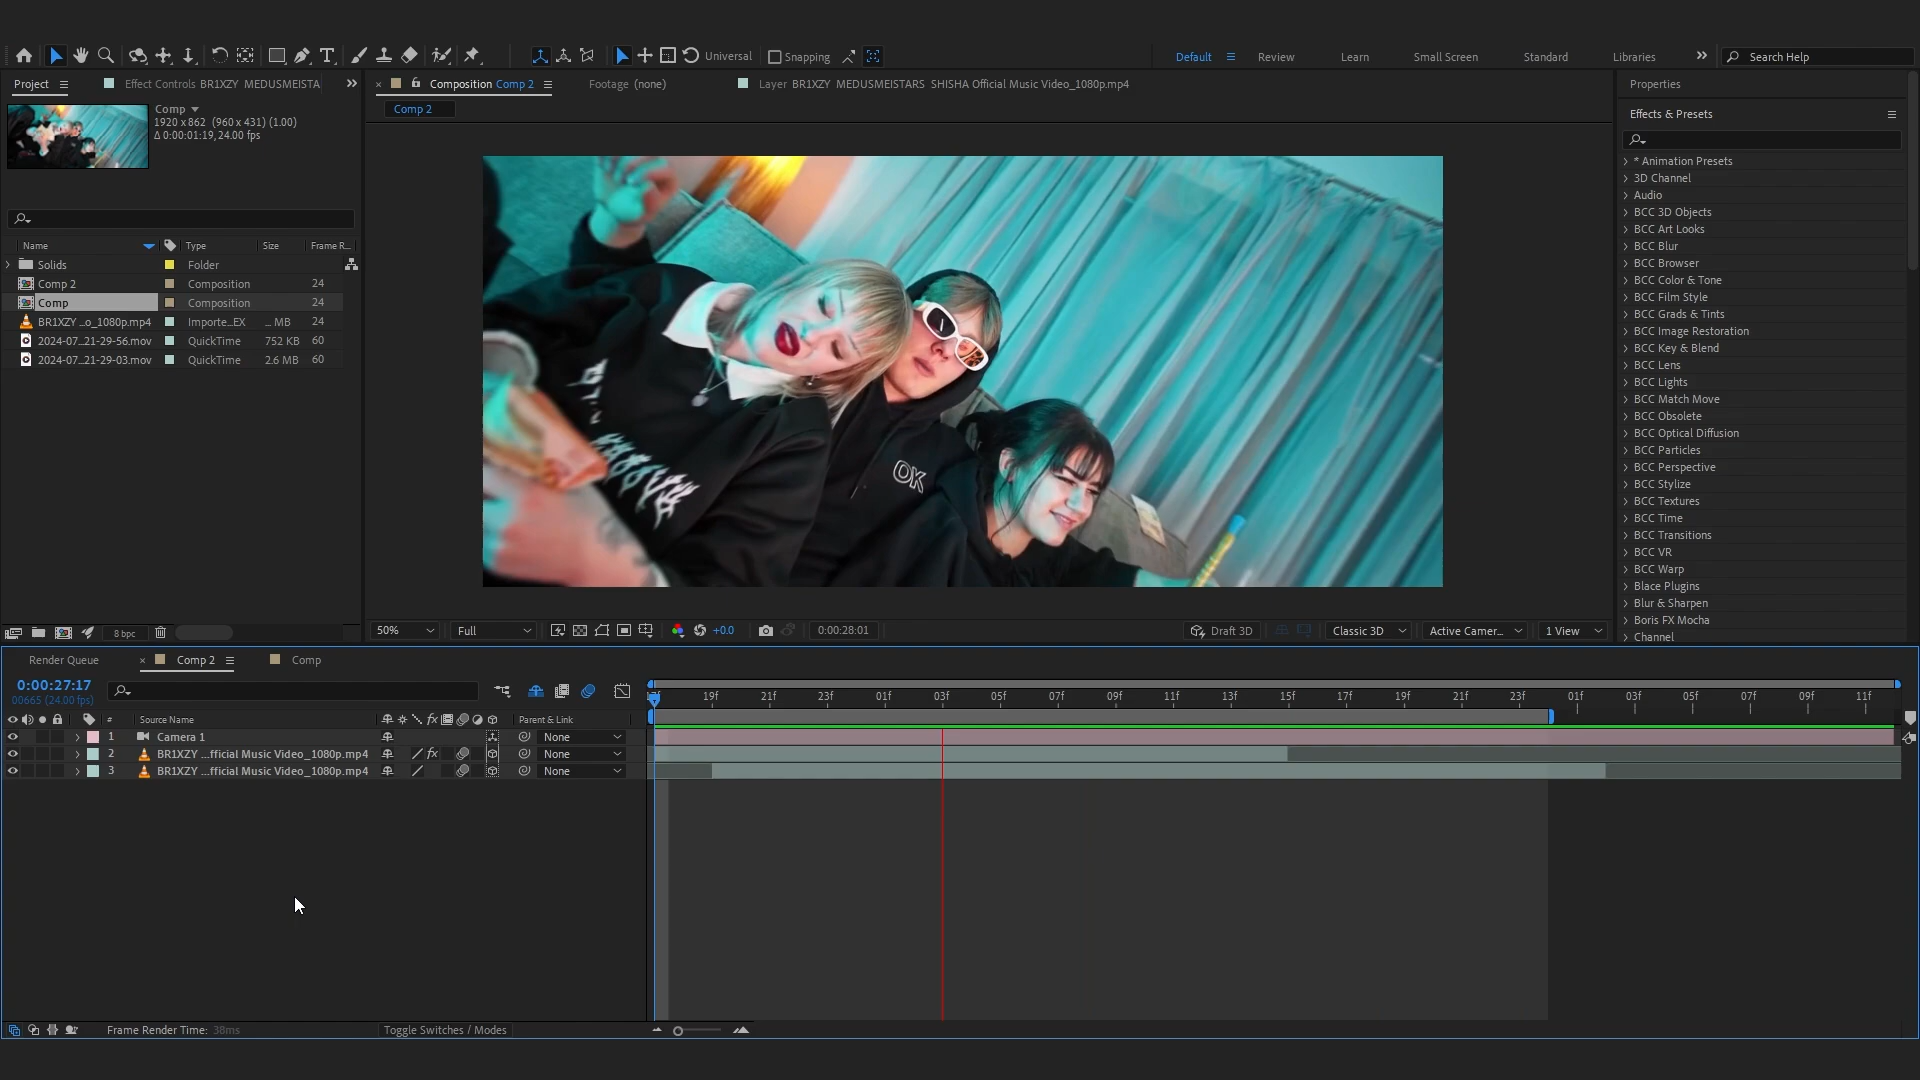 Universal
Snapping
Default
Review
Learn
Small Screen
Standard
Libraries
Search Help
Project
Effect Controls BR1XZY MEDUSMEISTA
Composition Comp 2
Footage (none)
Layer BR1XZY MEDUSMEISTARS SHISHA Official Music Video_1080p.mp4
Properties
Comp
1920 x 862 (960 x 431) (1.00)
Δ 0:00:01:19, 24.00 fps
Comp 2
Effects & Presets
Name
Type
Size
Frame R...
Solids
Folder
Comp 2
Composition
24
Comp
Composition
24
BR1XZY ...o_1080p.mp4
Importe...EX
... MB
24
2024-07...21-29-56.mov
QuickTime
752 KB
60
2024-07...21-29-03.mov
QuickTime
2.6 MB
60
OK
* Animation Presets
3D Channel
Audio
BCC 3D Objects
BCC Art Looks
BCC Blur
BCC Browser
BCC Color & Tone
BCC Film Style
BCC Grads & Tints
BCC Image Restoration
BCC Key & Blend
BCC Lens
BCC Lights
BCC Match Move
BCC Obsolete
BCC Optical Diffusion
BCC Particles
BCC Perspective
BCC Stylize
BCC Textures
BCC Time
BCC Transitions
BCC VR
BCC Warp
Blace Plugins
Blur & Sharpen
Boris FX Mocha
Channel
8 bpc
50%
Full
+0.0
0:00:28:01
Draft 3D
Classic 3D
Active Camer...
1 View
Render Queue
Comp 2
Comp
0:00:27:17
00665 (24.00 fps)
19f 21f 23f 01f 03f 05f 07f 09f 11f 13f 15f 17f 19f 21f 23f 01f 03f 05f 07f 09f 11f
# Source Name
fx
Parent & Link
1 Camera 1
None
2 BR1XZY ...fficial Music Video_1080p.mp4
fx
None
3 BR1XZY ...fficial Music Video_1080p.mp4
None
Frame Render Time: 38ms
Toggle Switches / Modes